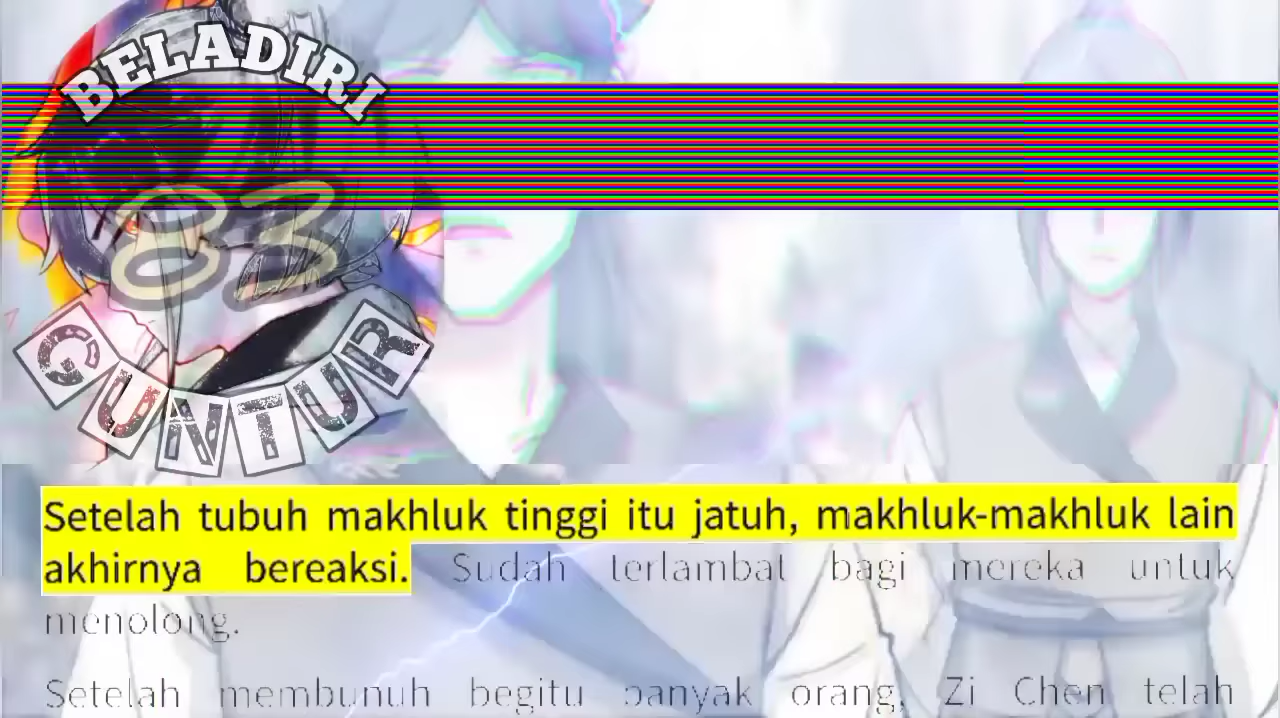 BELADIRI
83
GUNTUR
Setelah tubuh makhluk tinggi itu jatuh, makhluk-makhluk lain
akhirnya bereaksi. Sudah terlambat bagi mereka untuk
menolong.
Setelah membunuh begitu banyak orang, Zi Chen telah